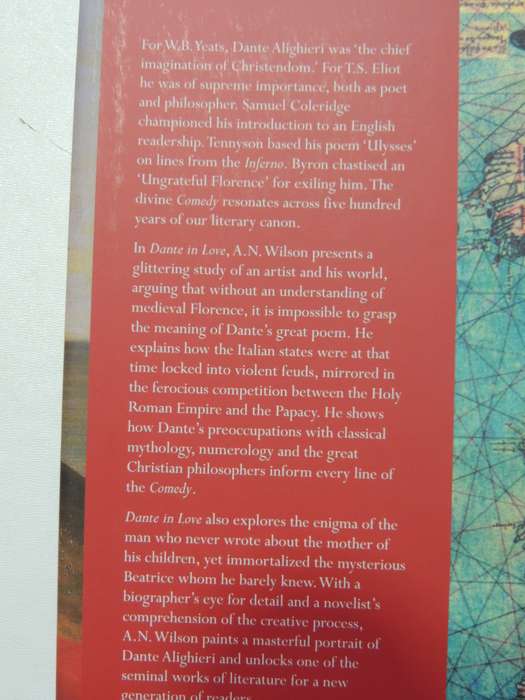 For W.B. Yeats, Dante Alighieri was ‘the chief
imagination of Christendom.’ For T.S. Eliot
he was of supreme importance, both as poet
and philosopher. Samuel Coleridge
championed his introduction to an English
readership. Tennyson based his poem ‘Ulysses’
on lines from the Inferno. Byron chastised an
‘Ungrateful Florence’ for exiling him. The
divine Comedy resonates across five hundred
years of our literary canon.
In Dante in Love, A.N. Wilson presents a
glittering study of an artist and his world,
arguing that without an understanding of
medieval Florence, it is impossible to grasp
the meaning of Dante’s great poem. He
explains how the Italian states were at that
time locked into violent feuds, mirrored in
the ferocious competition between the Holy
Roman Empire and the Papacy. He shows
how Dante’s preoccupations with classical
mythology, numerology and the great
Christian philosophers inform every line of
the Comedy.
Dante in Love also explores the enigma of the
man who never wrote about the mother of
his children, yet immortalized the mysterious
Beatrice whom he barely knew. With a
biographer’s eye for detail and a novelist’s
comprehension of the creative process,
A.N. Wilson paints a masterful portrait of
Dante Alighieri and unlocks one of the
seminal works of literature for a new
generation of readers.